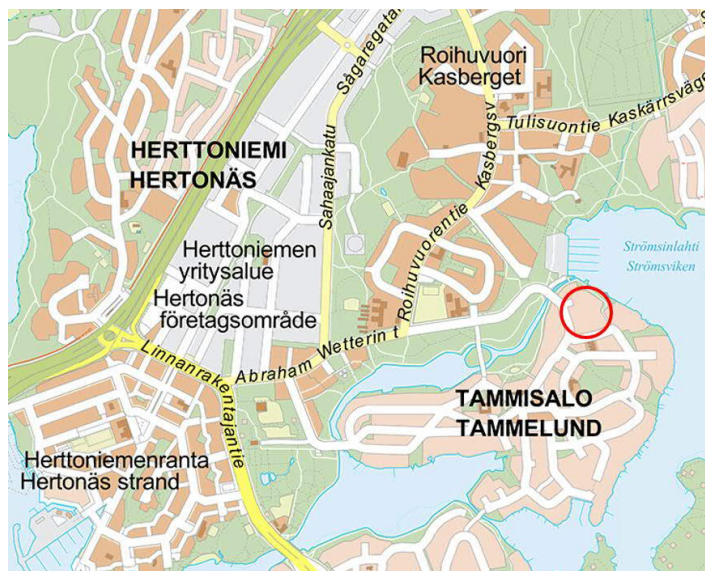 Sågaregatan
Roihuvuori
Kasberget
Tulisuontie Kaskärrsväg
HERTTONIEMI
HERTONÄS
Sahaajankatu
Roihuvuorentie Kasbergsv
Herttoniemen
yritysalue
Hertonäs
företagsområde
Strömsinlahti
Strömsviken
Abraham Wetterin t
Linnanrakentajantie
TAMMISALO
TAMMELUND
Herttoniemenranta
Hertonäs strand